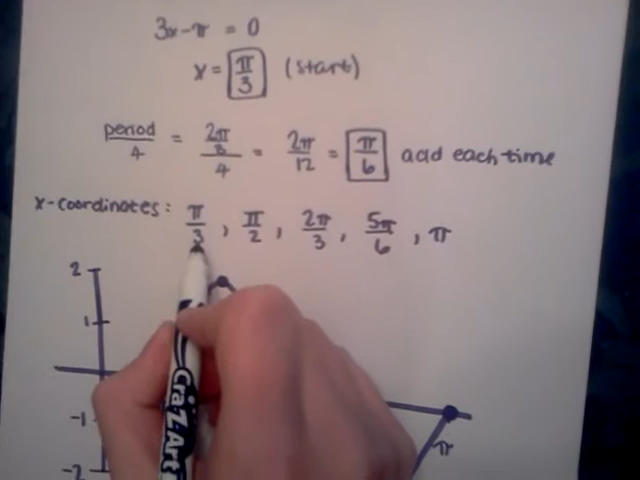 3x-π = 0
x = π/3 (start)
period/4 = (2π/3)/4 = 2π/12 = π/6 add each time
x-coordinates: π/3 , π/2 , 2π/3 , 5π/6 , π
2
1
-1
-2
π
Cra-Z-Art